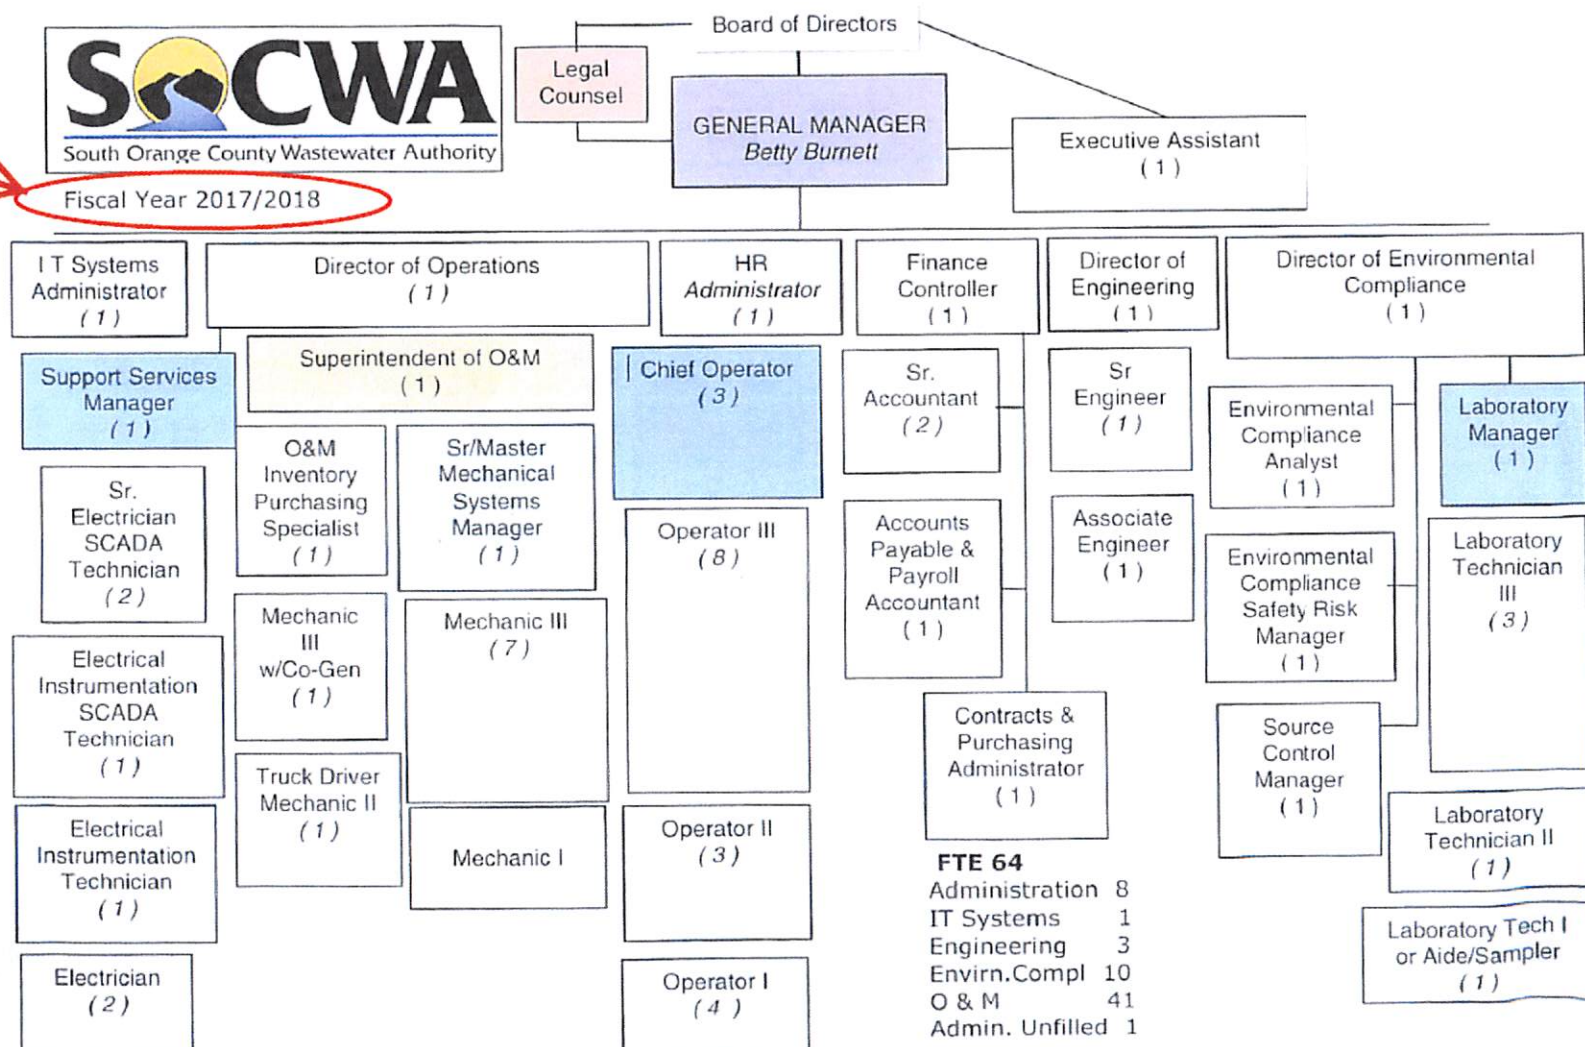 Board of Directors
SOCWA
South Orange County Wastewater Authority
Legal
Counsel
GENERAL MANAGER
Betty Burnett
Executive Assistant
( 1 )
Fiscal Year 2017/2018
I T Systems
Administrator
( 1 )
Director of Operations
( 1 )
HR
Administrator
( 1 )
Finance
Controller
( 1 )
Director of
Engineering
( 1 )
Director of Environmental
Compliance
( 1 )
Support Services
Manager
( 1 )
Superintendent of O&M
( 1 )
Chief Operator
( 3 )
Sr.
Accountant
( 2 )
Sr
Engineer
( 1 )
Environmental
Compliance
Analyst
( 1 )
Laboratory
Manager
( 1 )
Sr.
Electrician
SCADA
Technician
( 2 )
O&M
Inventory
Purchasing
Specialist
( 1 )
Sr/Master
Mechanical
Systems
Manager
( 1 )
Operator III
( 8 )
Accounts
Payable &
Payroll
Accountant
( 1 )
Associate
Engineer
( 1 )
Environmental
Compliance
Safety Risk
Manager
( 1 )
Laboratory
Technician
III
( 3 )
Electrical
Instrumentation
SCADA
Technician
( 1 )
Mechanic
III
w/Co-Gen
( 1 )
Mechanic III
( 7 )
Contracts &
Purchasing
Administrator
( 1 )
Source
Control
Manager
( 1 )
Truck Driver
Mechanic II
( 1 )
Electrical
Instrumentation
Technician
( 1 )
Mechanic I
Operator II
( 3 )
Laboratory
Technician II
( 1 )
Laboratory Tech I
or Aide/Sampler
( 1 )
Electrician
( 2 )
Operator I
( 4 )
FTE 64
Administration 8
IT Systems 1
Engineering 3
Envirn.Compl 10
O & M 41
Admin. Unfilled 1